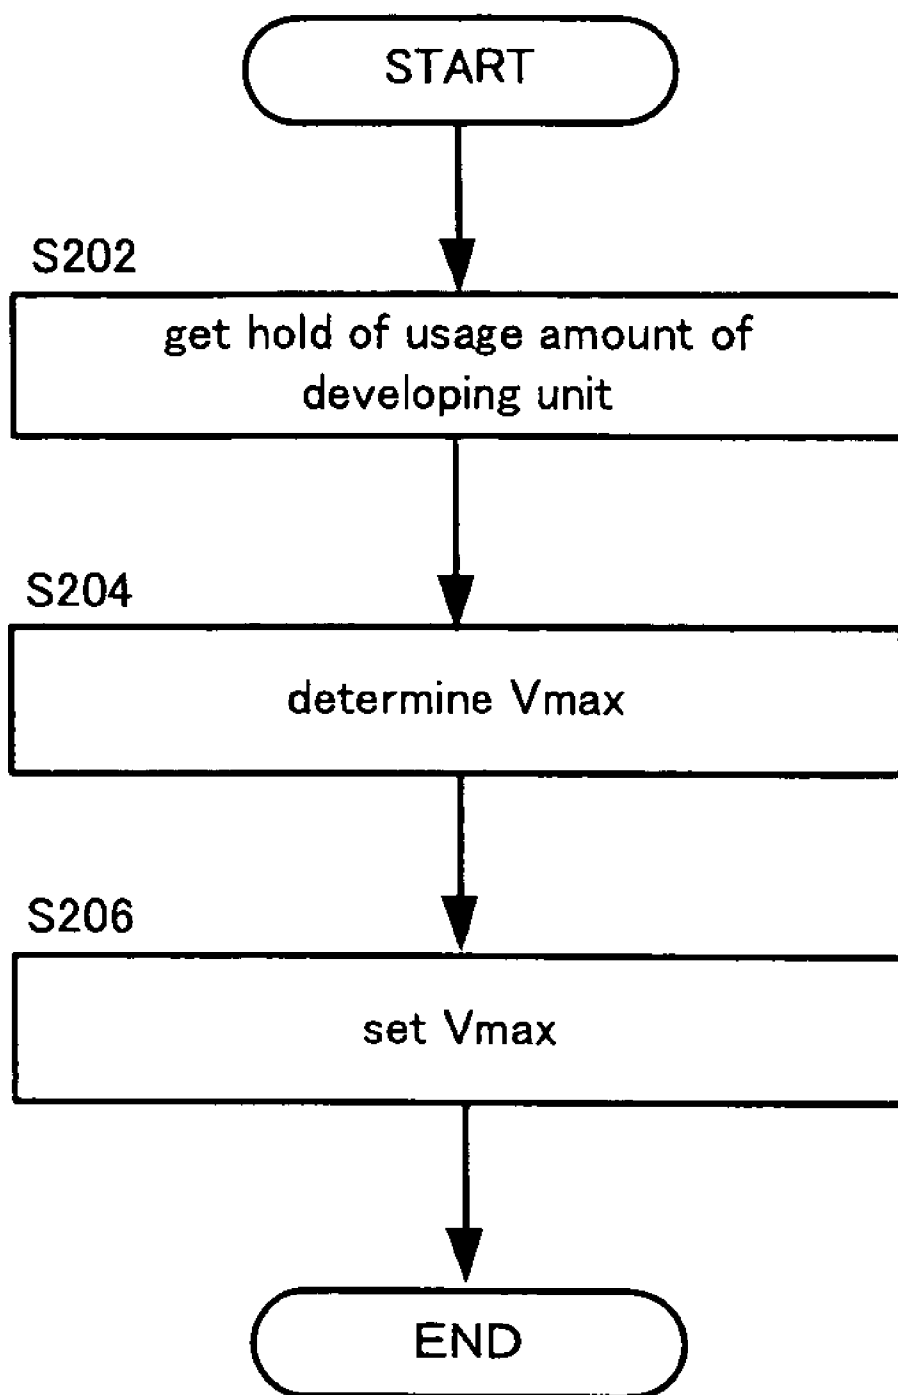 START
S202
get hold of usage amount of
developing unit
S204
determine Vmax
S206
set Vmax
END